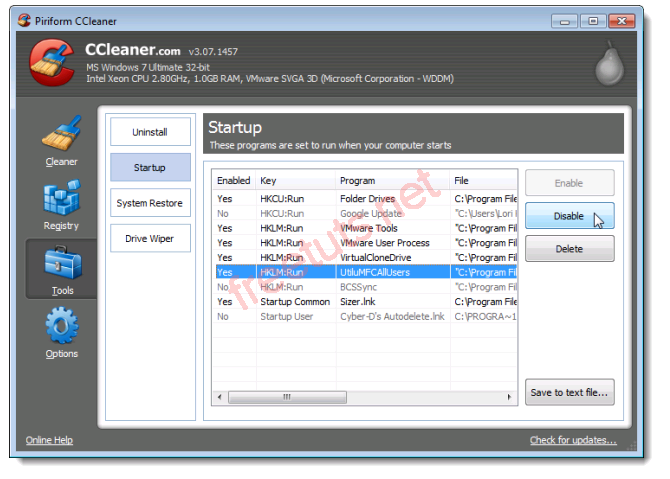 Piriform CCleaner
CCleaner.com v3.07.1457
MS Windows 7 Ultimate 32-bit
Intel Xeon CPU 2.80GHz, 1.0GB RAM, VMware SVGA 3D (Microsoft Corporation - WDDM)
Cleaner
Registry
Tools
Options
Uninstall
Startup
System Restore
Drive Wiper
Startup
These programs are set to run when your computer starts
Enabled Key Program File
Yes HKCU:Run Folder Drives C:\Program File
No HKCU:Run Google Update "C:\Users\Lori
Yes HKLM:Run VMware Tools "C:\Program Fil
Yes HKLM:Run VMware User Process "C:\Program Fil
Yes HKLM:Run VirtualCloneDrive "C:\Program Fil
Yes HKLM:Run UtiluMFCAllUsers "C:\Program Fil
No HKLM:Run BCSSync "C:\Program Fil
Yes Startup Common Sizer.lnk C:\Program File
No Startup User Cyber-D's Autodelete.lnk C:\PROGRA~1
Enable
Disable
Delete
Save to text file...
freetuts.net
Online Help
Check for updates...